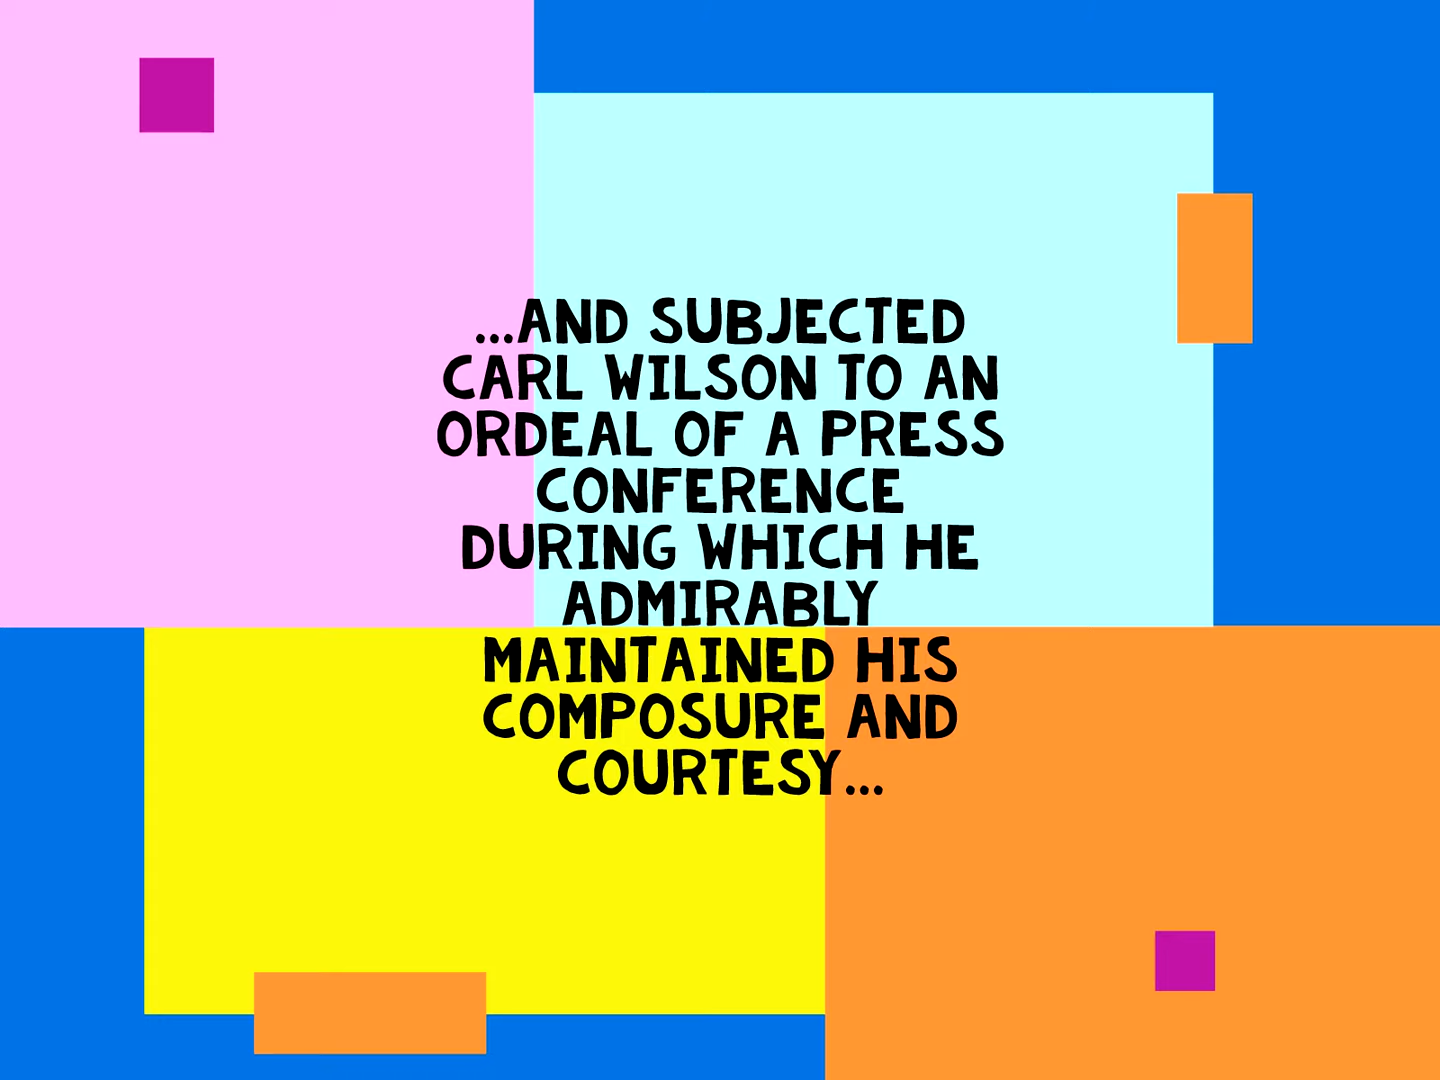 ...AND SUBJECTED
CARL WILSON TO AN
ORDEAL OF A PRESS
CONFERENCE
DURING WHICH HE
ADMIRABLY
MAINTAINED HIS
COMPOSURE AND
COURTESY...